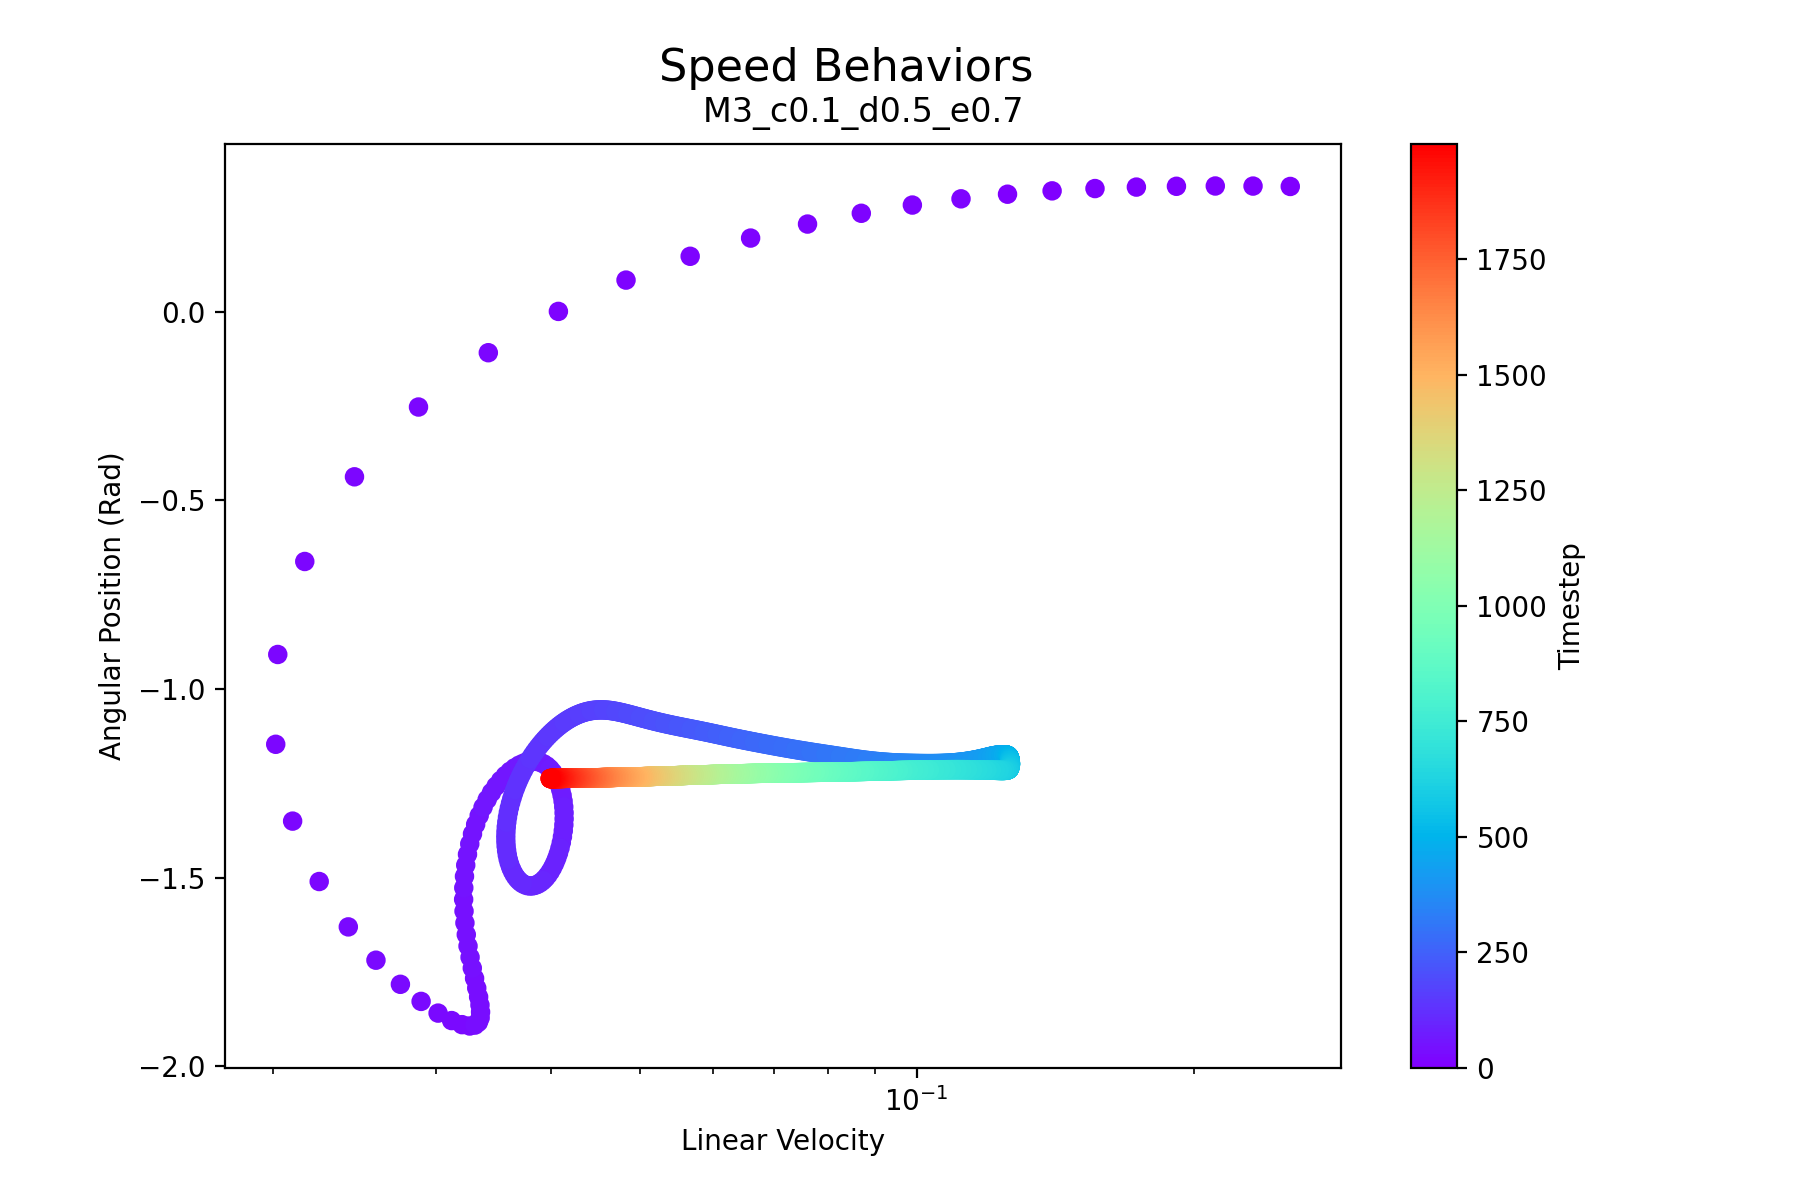 Speed Behaviors
M3_c0.1_d0.5_e0.7
0.0
−0.5
−1.0
−1.5
−2.0
Angular Position (Rad)
10⁻¹
Linear Velocity
1750
1500
1250
1000
750
500
250
0
Timestep